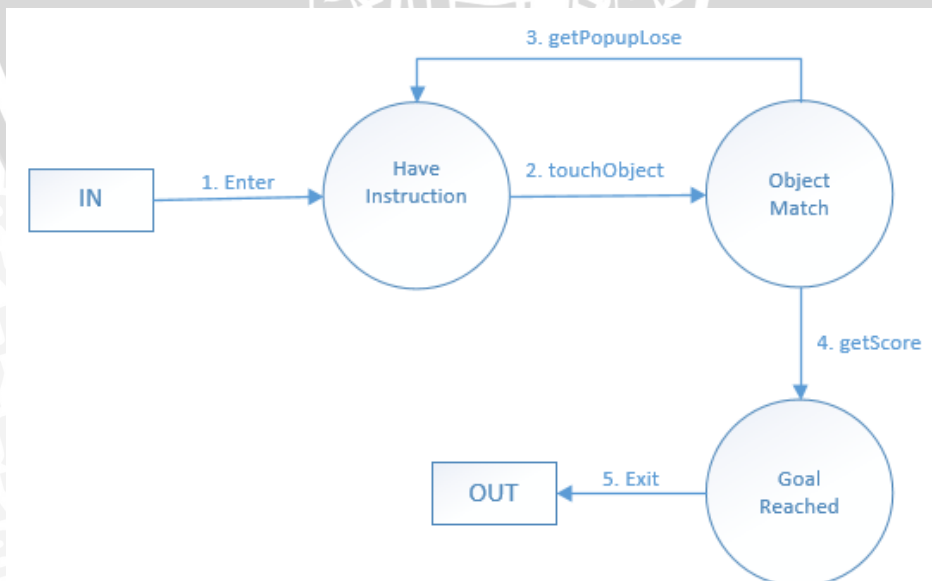 3. getPopupLose
IN
1. Enter
Have
Instruction
2. touchObject
Object
Match
4. getScore
OUT
5. Exit
Goal
Reached